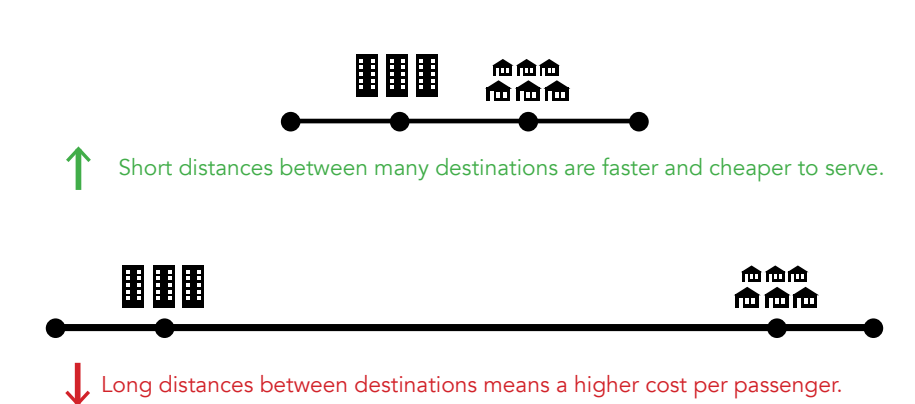 Short distances between many destinations are faster and cheaper to serve.
Long distances between destinations means a higher cost per passenger.